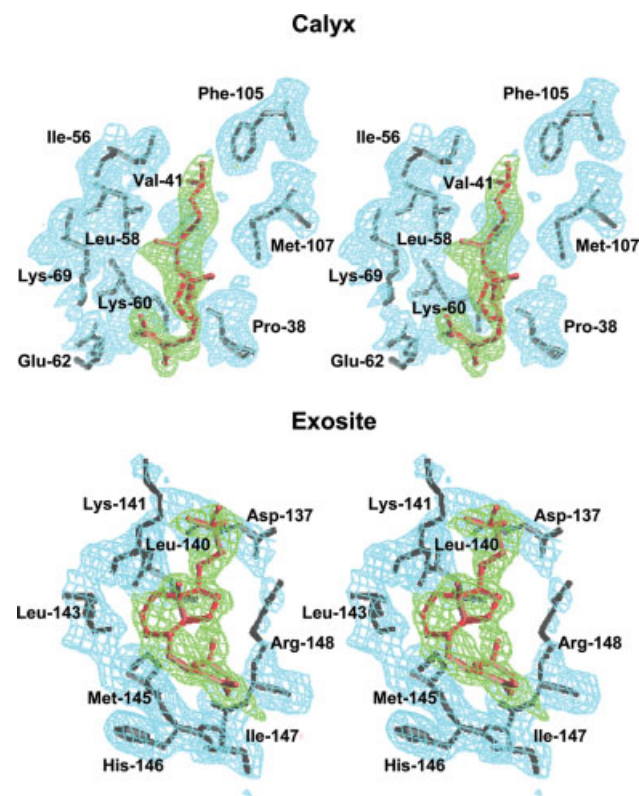 Calyx
Phe-105 Phe-105
Ile-56 Ile-56
Val-41 Val-41
Leu-58 Met-107 Leu-58 Met-107
Lys-69 Lys-69
Lys-60 Lys-60
Pro-38 Pro-38
Glu-62 Glu-62
Exosite
Lys-141 Asp-137 Lys-141 Asp-137
Leu-140 Leu-140
Leu-143 Leu-143
Arg-148 Arg-148
Met-145 Met-145
Ile-147 Ile-147
His-146 His-146